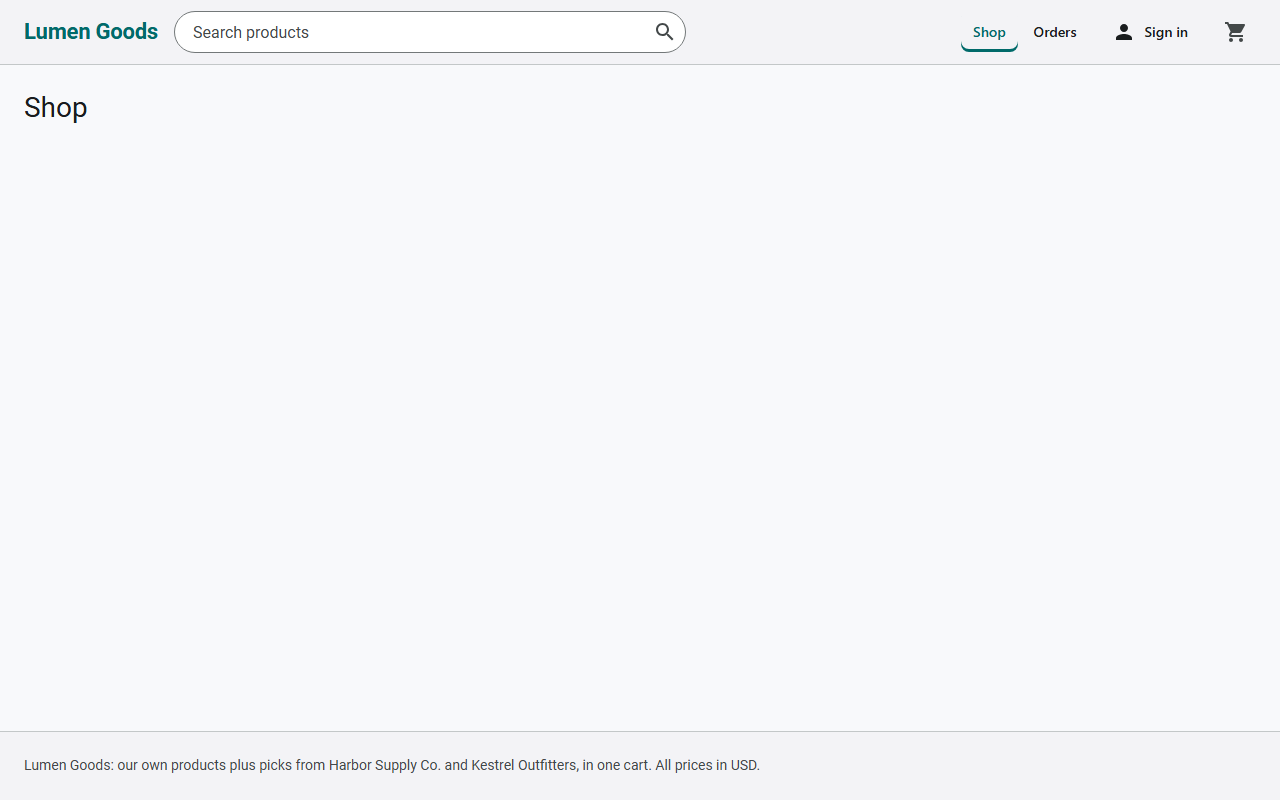 Lumen Goods
Search products
Shop
Orders
Sign in
Shop
Lumen Goods: our own products plus picks from Harbor Supply Co. and Kestrel Outfitters, in one cart. All prices in USD.